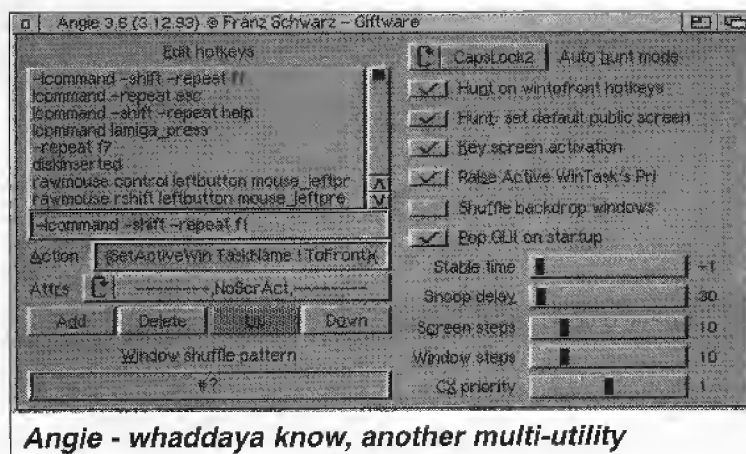 Angie 3.6 (3.12.93) © Franz Schwarz – Giftware
Edit hotkeys
-lcommand -shift -repeat f(
lcommand -repeat esc
lcommand -shift -repeat help
lcommand lamiga_press
-repeat f7
diskinserted
rawmouse control leftbutton mouse_leftpr
rawmouse rshift leftbutton mouse_leftpre
-lcommand -shift -repeat f(
Action (SetActiveWin TaskName ! ToFront)(
Attrs ----------,NoScrAct,----------
Add Delete Up Down
Window shuffle pattern
#?
CapsLock2 Auto hunt mode
Hunt on wintofront hotkeys
Hunt: set default public screen
Key screen activation
Raise Active WinTask's Pri
Shuffle backdrop windows
Pop GUI on startup
Stable time -1
Snoop delay 30
Screen steps 10
Window steps 10
CX priority 1
Angie - whaddaya know, another multi-utility